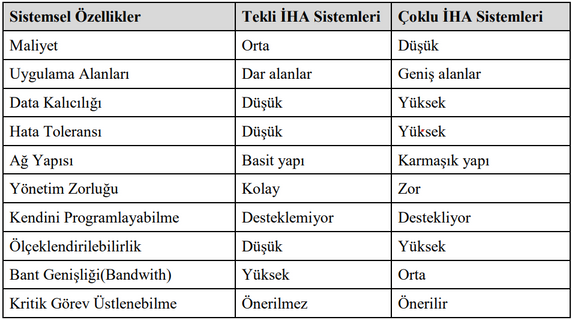 Sistemsel Özellikler Tekli İHA Sistemleri Çoklu İHA Sistemleri
Maliyet Orta Düşük
Uygulama Alanları Dar alanlar Geniş alanlar
Data Kalıcılığı Düşük Yüksek
Hata Toleransı Düşük Yüksek
Ağ Yapısı Basit yapı Karmaşık yapı
Yönetim Zorluğu Kolay Zor
Kendini Programlayabilme Desteklemiyor Destekliyor
Ölçeklendirilebilirlik Düşük Yüksek
Bant Genişliği(Bandwith) Yüksek Orta
Kritik Görev Üstlenebilme Önerilmez Önerilir